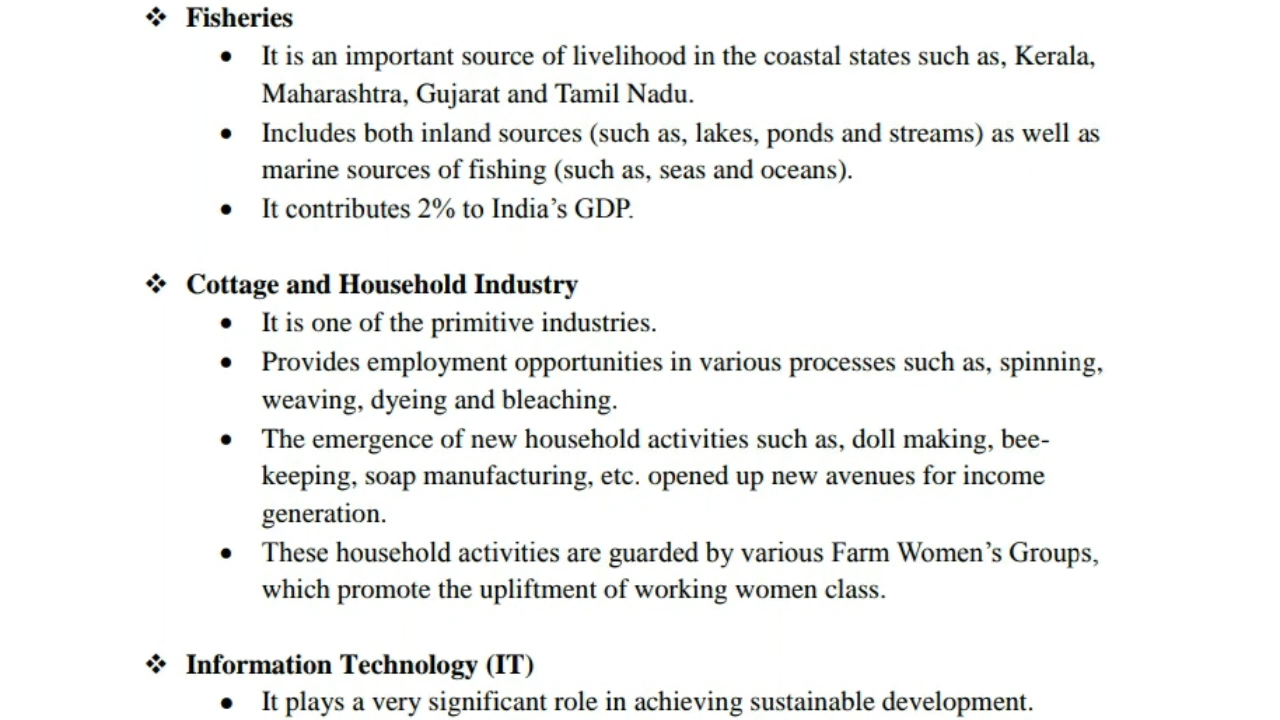 ❖ Fisheries
• It is an important source of livelihood in the coastal states such as, Kerala,
Maharashtra, Gujarat and Tamil Nadu.
• Includes both inland sources (such as, lakes, ponds and streams) as well as
marine sources of fishing (such as, seas and oceans).
• It contributes 2% to India’s GDP.
❖ Cottage and Household Industry
• It is one of the primitive industries.
• Provides employment opportunities in various processes such as, spinning,
weaving, dyeing and bleaching.
• The emergence of new household activities such as, doll making, bee-
keeping, soap manufacturing, etc. opened up new avenues for income
generation.
• These household activities are guarded by various Farm Women’s Groups,
which promote the upliftment of working women class.
❖ Information Technology (IT)
• It plays a very significant role in achieving sustainable development.